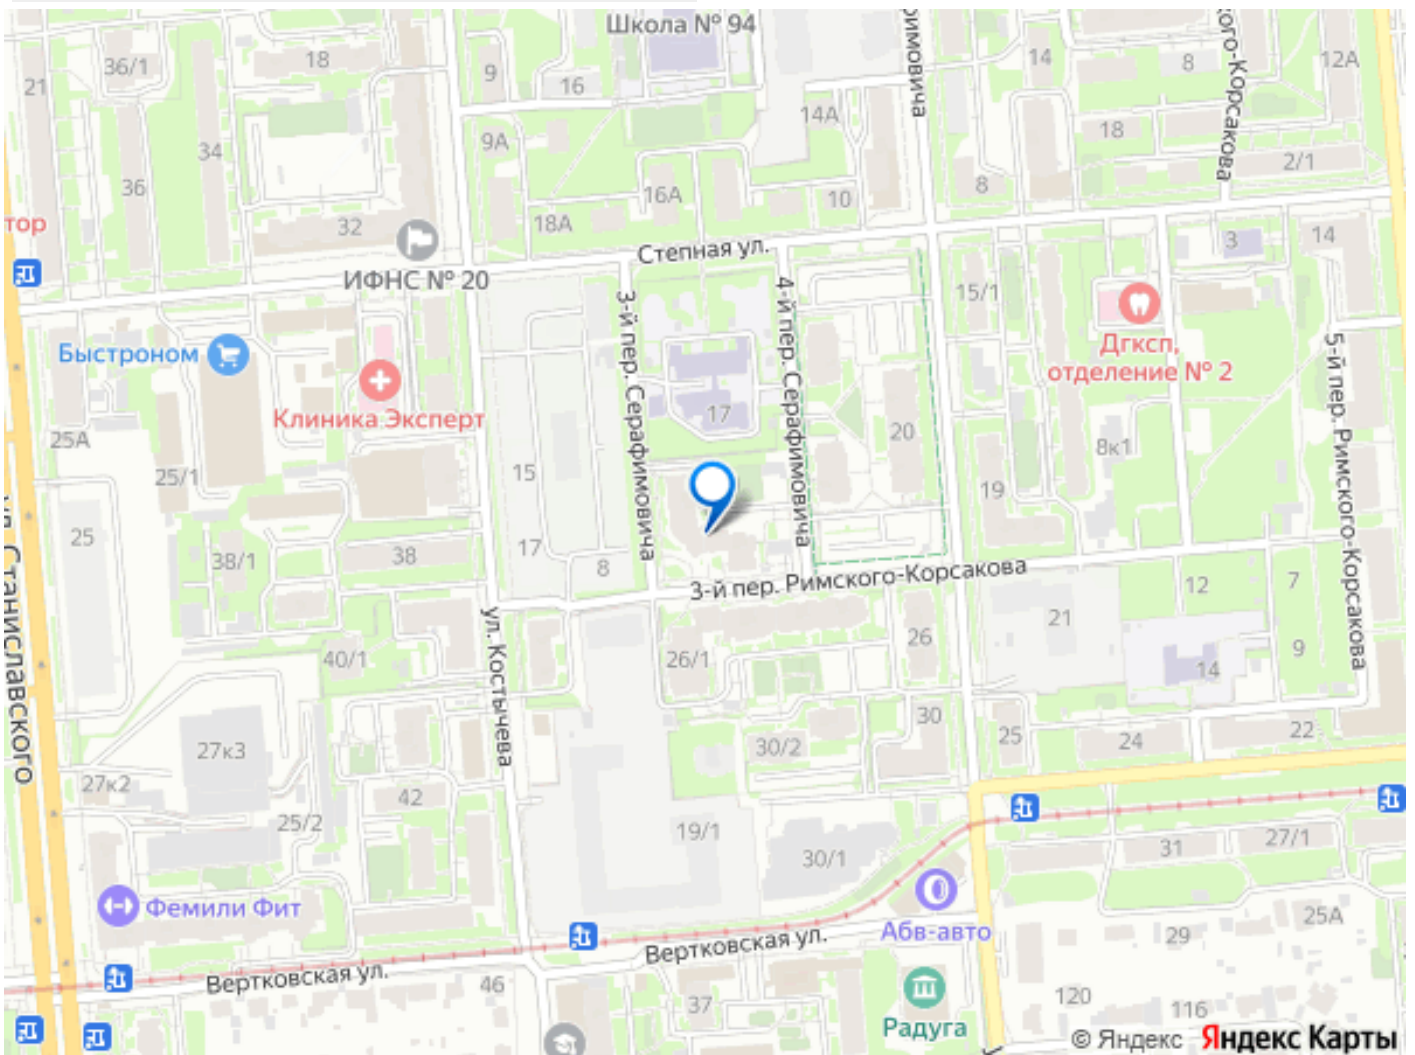 Школа № 94
21
36/1
18
9
16
14А
14
18
8
12А
34
36
9А
16А
18А
10
8
2/1
32
тор
ИФНС № 20
Степная ул.
3
14
15/1
3-й пер. Серафимовича
4-й пер. Серафимовича
Быстроном
Клиника Эксперт
Дгксп,
отделение № 2
5-й пер. Римского-Корсакова
25А
25/1
17
20
8к1
15
19
25
38/1
38
17
8
3-й пер. Римского-Корсакова
12
7
21
26
9
14
ул. Станиславского
ул. Костычева
40/1
26/1
30
25
24
22
27к3
27к2
30/2
42
25/2
19/1
30/1
31
27/1
Фемили Фит
Абв-авто
25А
29
Вертковская ул.
Вертковская ул.
46
37
Радуга
120
116
© Яндекс Яндекс Карты